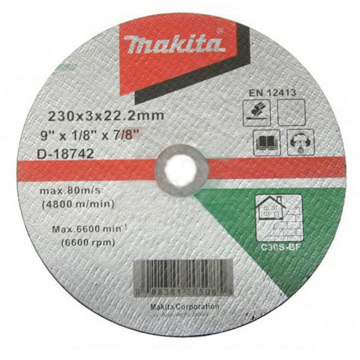 makita®
230x3x22.2mm
9" x 1/8" x 7/8"
D-18742
EN 12413
max.80m/s
(4800 m/min)
Max.6600 min⁻¹
(6600 rpm)
C30S-BF
Makita Corporation